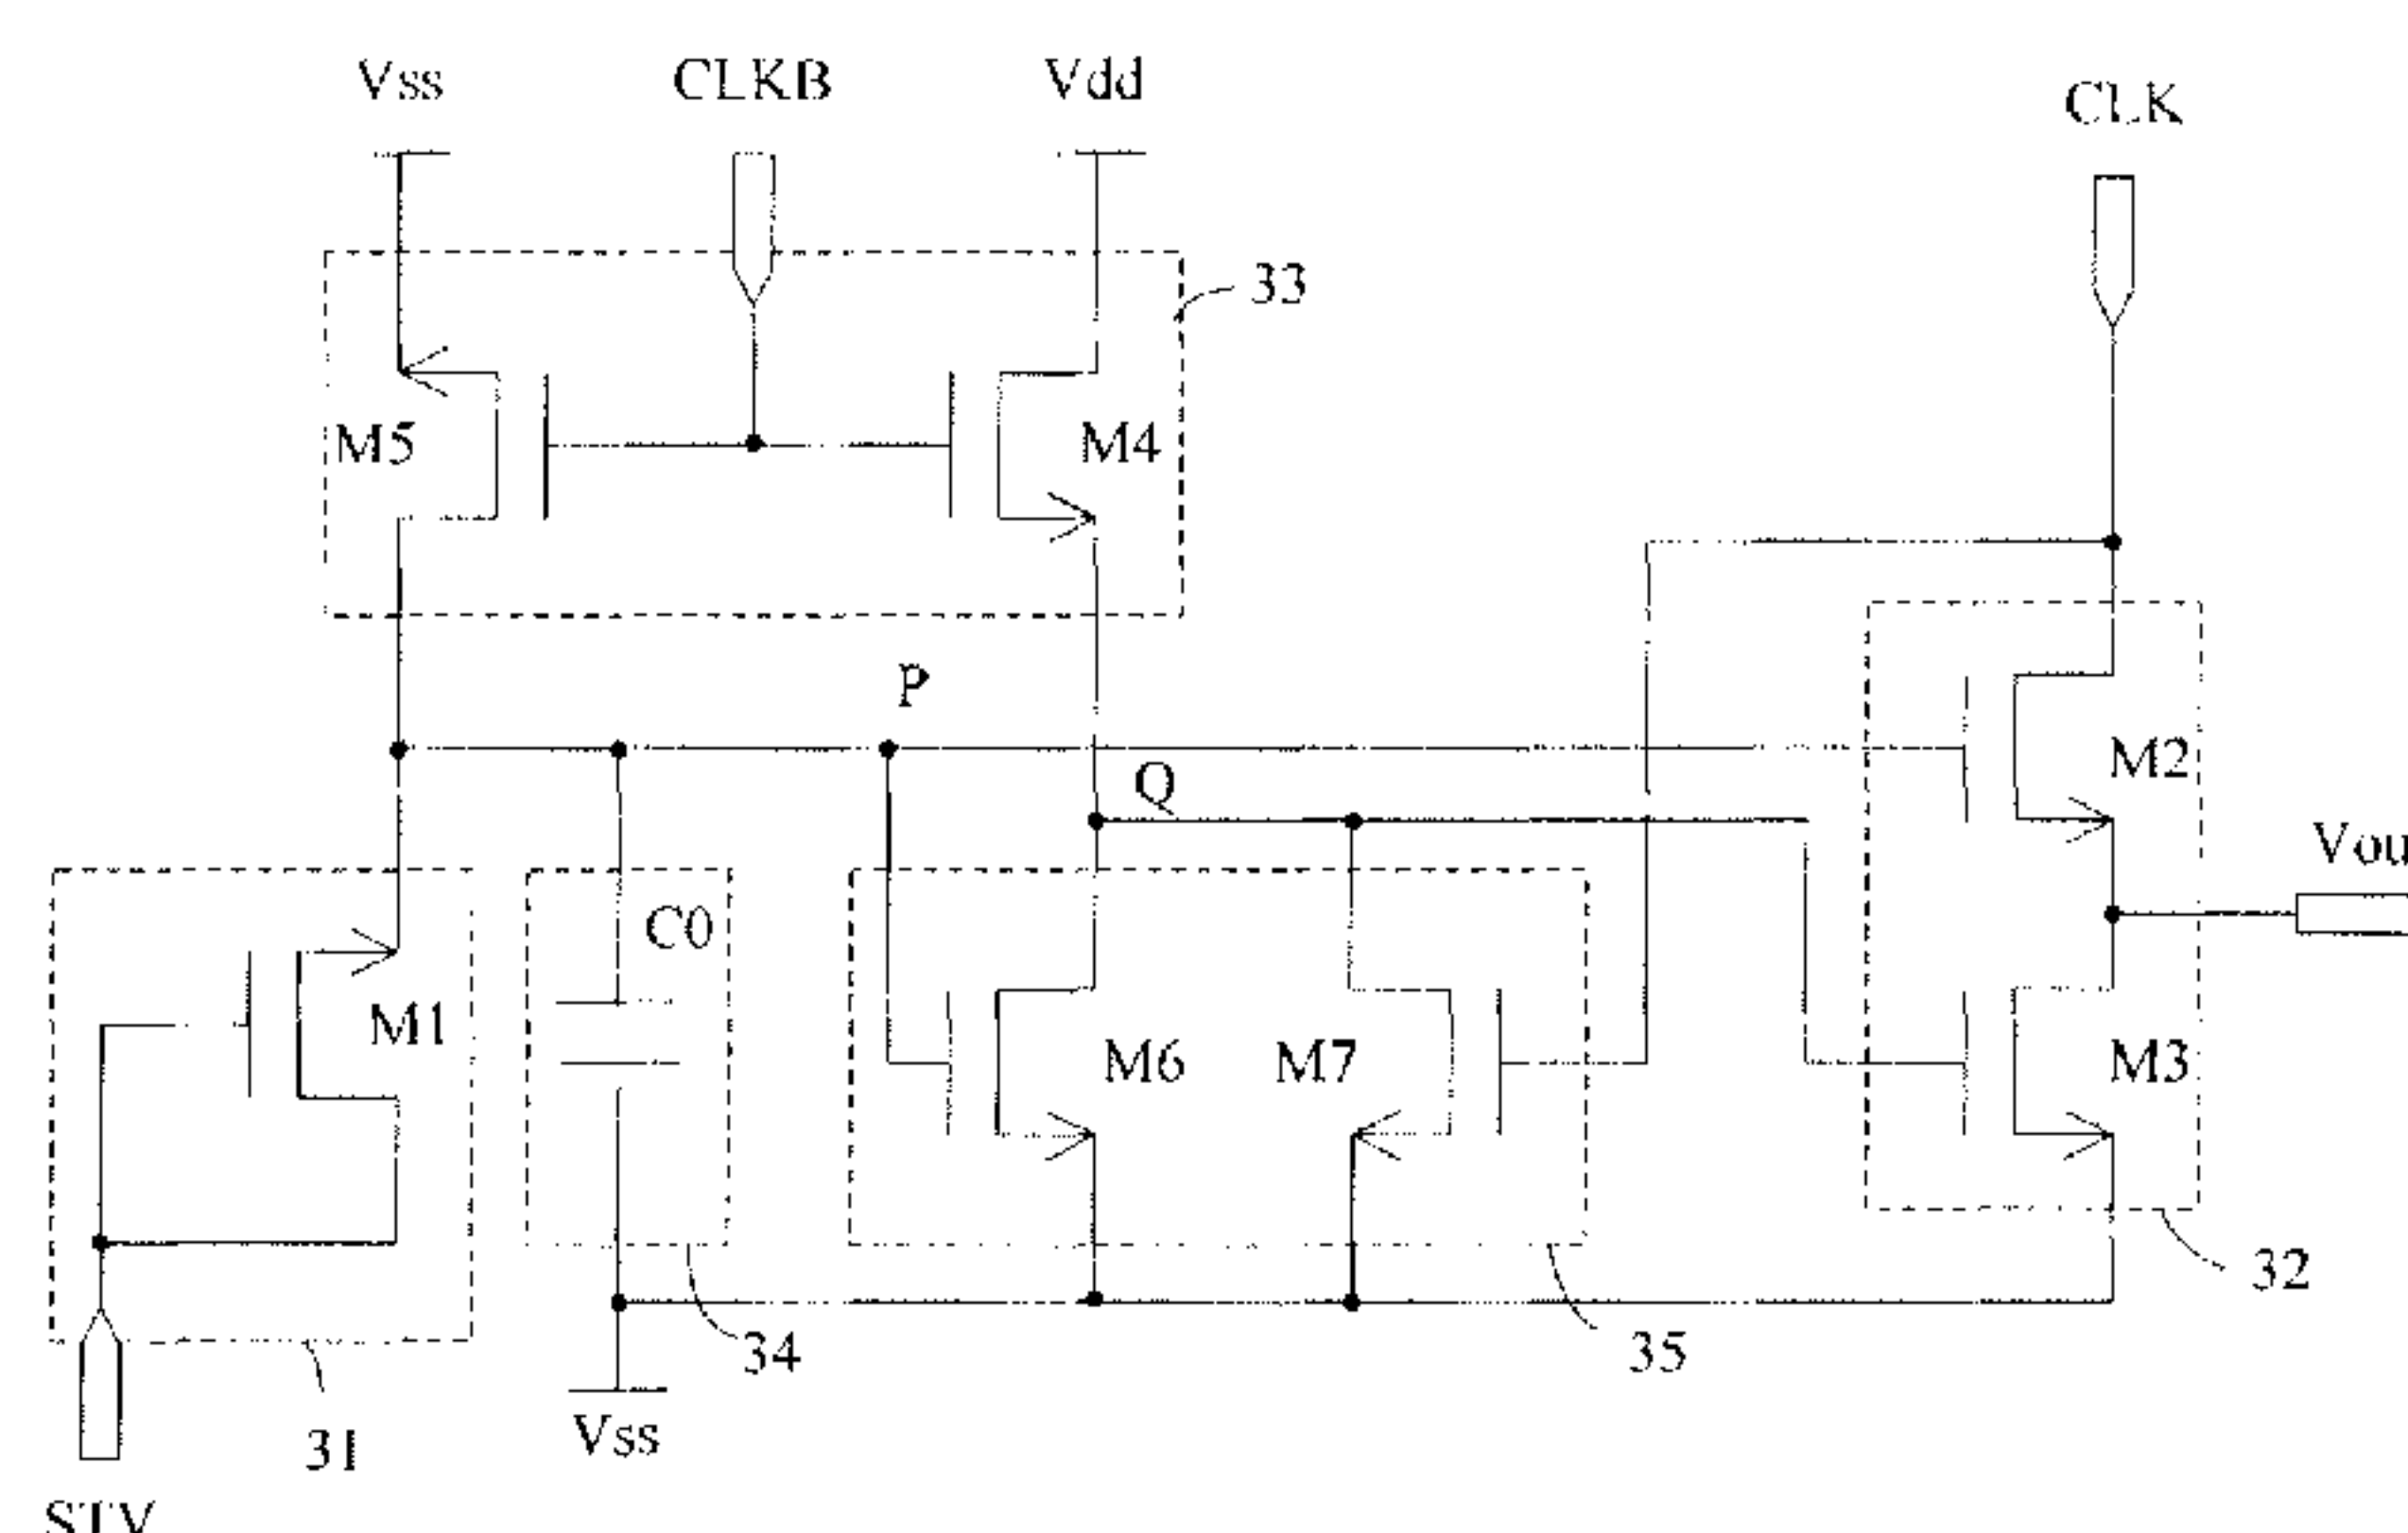 Vss CLKB Vdd
CLK
33
M5 M4
P
Q
M2
Vou
C0
M1 M6 M7 M3
32
34 35
Vss
31
STV